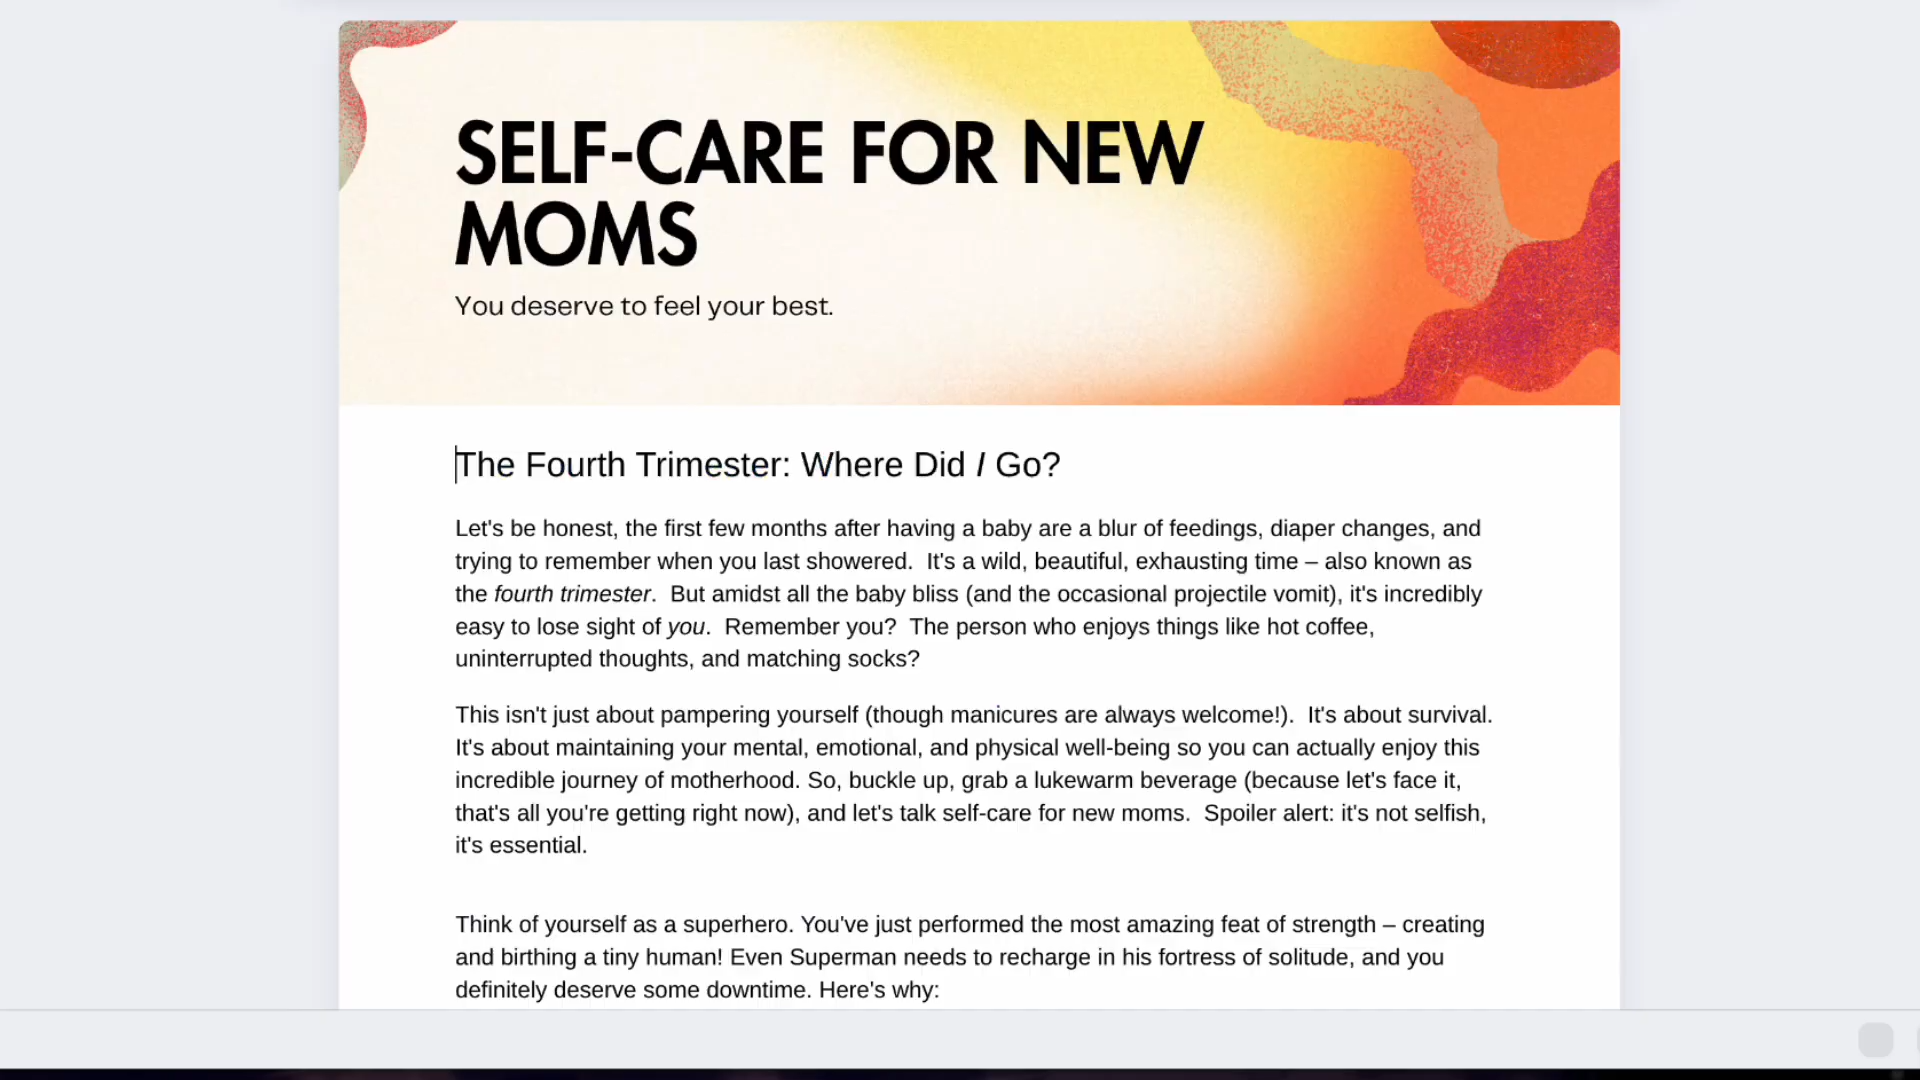 SELF-CARE FOR NEW
MOMS
You deserve to feel your best.
The Fourth Trimester: Where Did I Go?
Let's be honest, the first few months after having a baby are a blur of feedings, diaper changes, and
trying to remember when you last showered.  It's a wild, beautiful, exhausting time – also known as
the fourth trimester.  But amidst all the baby bliss (and the occasional projectile vomit), it's incredibly
easy to lose sight of you.  Remember you?  The person who enjoys things like hot coffee,
uninterrupted thoughts, and matching socks?
This isn't just about pampering yourself (though manicures are always welcome!).  It's about survival.
It's about maintaining your mental, emotional, and physical well-being so you can actually enjoy this
incredible journey of motherhood. So, buckle up, grab a lukewarm beverage (because let's face it,
that's all you're getting right now), and let's talk self-care for new moms.  Spoiler alert: it's not selfish,
it's essential.
Think of yourself as a superhero. You've just performed the most amazing feat of strength – creating
and birthing a tiny human! Even Superman needs to recharge in his fortress of solitude, and you
definitely deserve some downtime. Here's why: